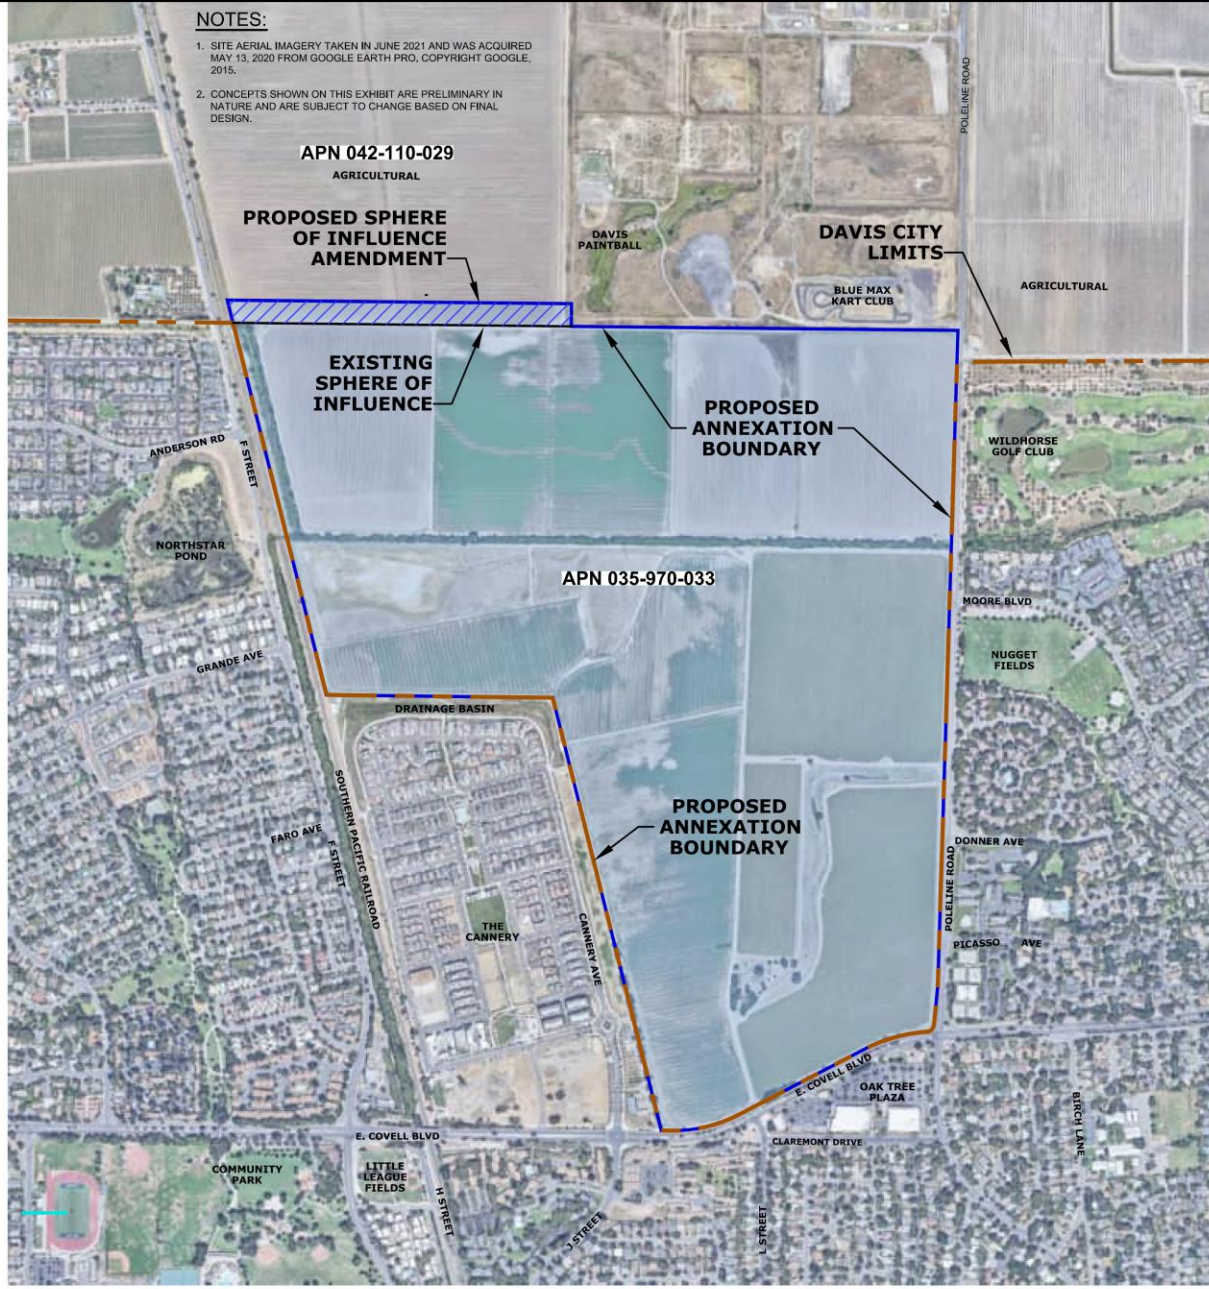 NOTES:
1. SITE AERIAL IMAGERY TAKEN IN JUNE 2021 AND WAS ACQUIRED
MAY 13, 2020 FROM GOOGLE EARTH PRO, COPYRIGHT GOOGLE,
2015.
2. CONCEPTS SHOWN ON THIS EXHIBIT ARE PRELIMINARY IN
NATURE AND ARE SUBJECT TO CHANGE BASED ON FINAL
DESIGN.
POLELINE ROAD
APN 042-110-029
AGRICULTURAL
PROPOSED SPHERE
OF INFLUENCE
AMENDMENT
DAVIS
PAINTBALL
DAVIS CITY
LIMITS
BLUE MAX
KART CLUB
AGRICULTURAL
EXISTING
SPHERE OF
INFLUENCE
PROPOSED
ANNEXATION
BOUNDARY
ANDERSON RD
F STREET
WILDHORSE
GOLF CLUB
NORTHSTAR
POND
APN 035-970-033
MOORE BLVD
NUGGET
FIELDS
GRANDE AVE
DRAINAGE BASIN
SOUTHERN PACIFIC RAILROAD
PROPOSED
ANNEXATION
BOUNDARY
FARO AVE
F STREET
DONNER AVE
POLELINE ROAD
THE
CANNERY
CANNERY AVE
PICASSO AVE
E. COVELL BLVD
OAK TREE
PLAZA
BIRCH LANE
E. COVELL BLVD
CLAREMONT DRIVE
COMMUNITY
PARK
LITTLE
LEAGUE
FIELDS
H STREET
J STREET
L STREET